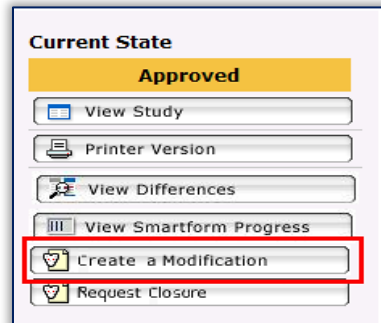 Current State
Approved
View Study
Printer Version
View Differences
View Smartform Progress
Create a Modification
Request Closure